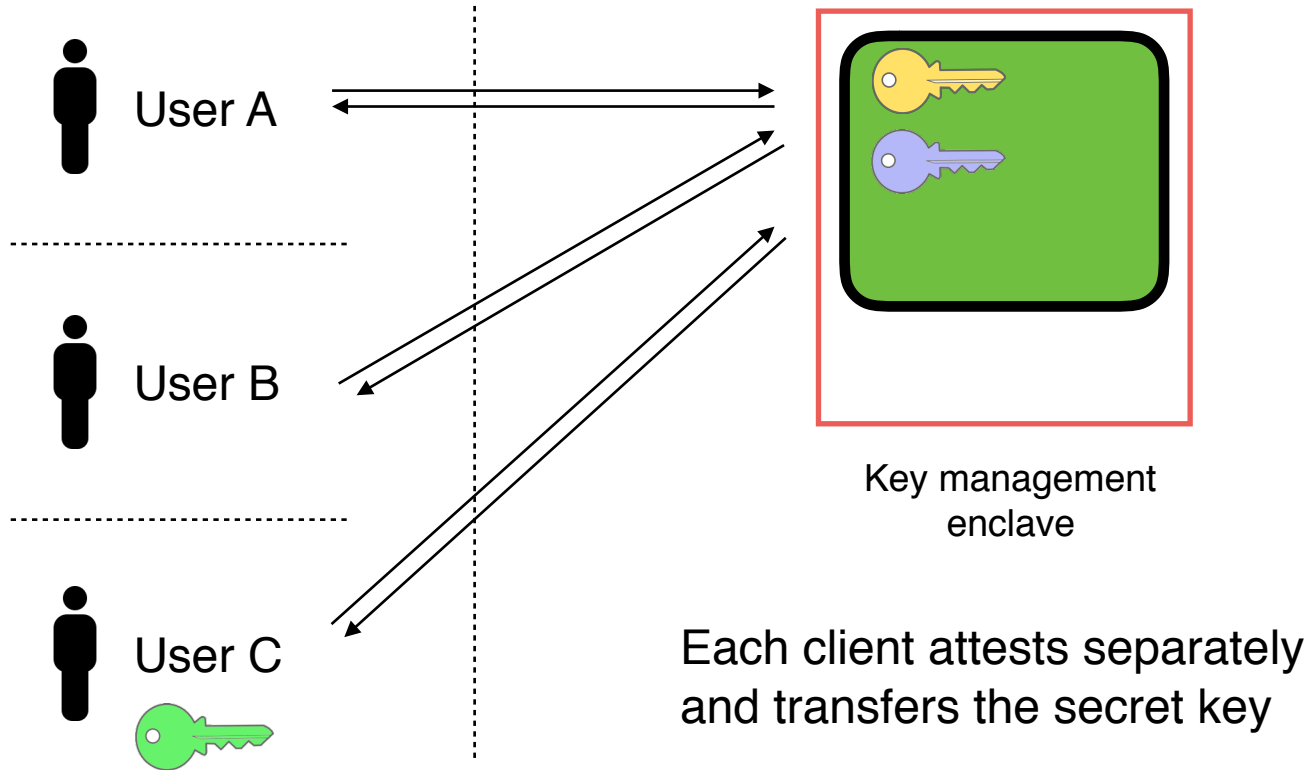 User A
User B
Key management
enclave
User C
Each client attests separately
and transfers the secret key